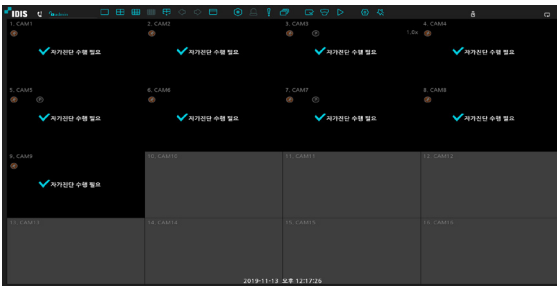 IDIS
1. CAM1
2. CAM2
3. CAM3
4. CAM4
1.0x
자가진단 수행 필요
자가진단 수행 필요
자가진단 수행 필요
자가진단 수행 필요
5. CAM5
6. CAM6
7. CAM7
8. CAM8
자가진단 수행 필요
자가진단 수행 필요
자가진단 수행 필요
자가진단 수행 필요
9. CAM9
10. CAM10
11. CAM11
12. CAM12
자가진단 수행 필요
13. CAM13
14. CAM14
15. CAM15
16. CAM16
2019-11-13 오후 12:17:26